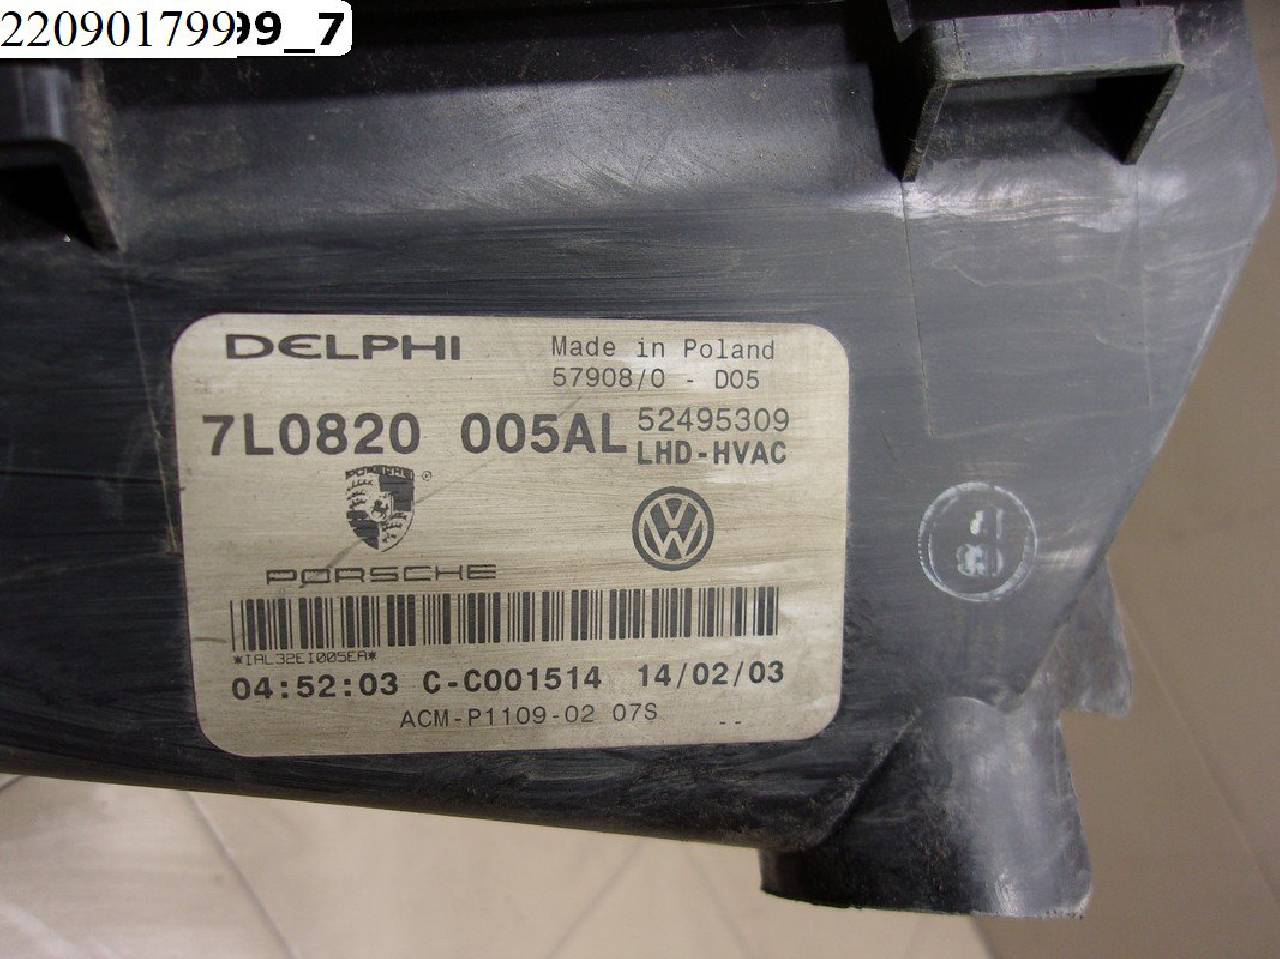 22090179999_7
DELPHI
Made in Poland
57908/0 - D05
7L0820 005AL
52495309
LHD-HVAC
PORSCHE
*IAL32EI005EA*
04:52:03 C-C001514 14/02/03
ACM-P1109-02 07S --